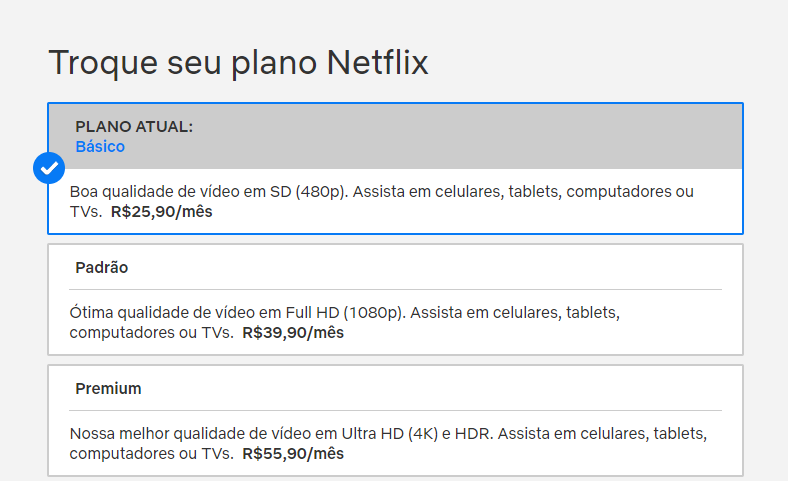 Troque seu plano Netflix
PLANO ATUAL:
Básico
Boa qualidade de vídeo em SD (480p). Assista em celulares, tablets, computadores ou
TVs. R$25,90/mês
Padrão
Ótima qualidade de vídeo em Full HD (1080p). Assista em celulares, tablets,
computadores ou TVs. R$39,90/mês
Premium
Nossa melhor qualidade de vídeo em Ultra HD (4K) e HDR. Assista em celulares, tablets,
computadores ou TVs. R$55,90/mês